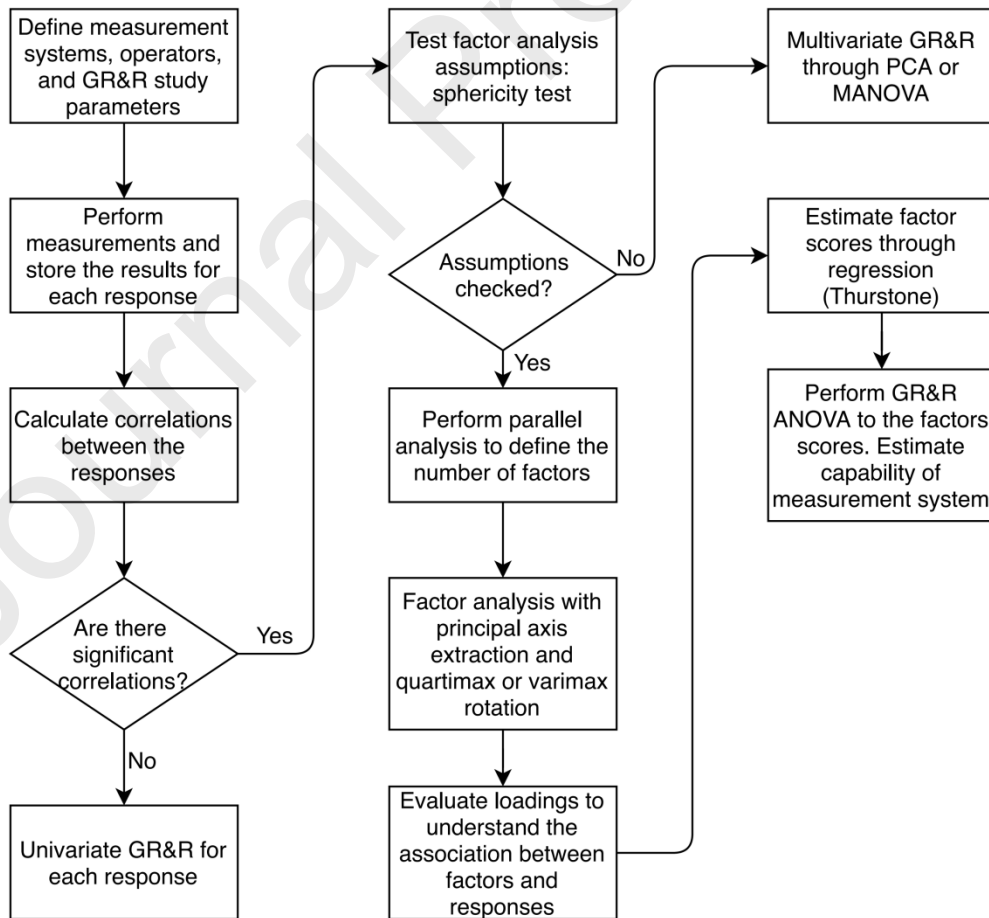 Define measurement
systems, operators,
and GR&R study
parameters
Perform
measurements and
store the results for
each response
Calculate correlations
between the
responses
Are there
significant
correlations?
Yes
No
Univariate GR&R for
each response
Test factor analysis
assumptions:
sphericity test
Assumptions
checked?
No
Yes
Perform parallel
analysis to define the
number of factors
Factor analysis with
principal axis
extraction and
quartimax or varimax
rotation
Evaluate loadings to
understand the
association between
factors and
responses
Multivariate GR&R
through PCA or
MANOVA
Estimate factor
scores through
regression
(Thurstone)
Perform GR&R
ANOVA to the factors
scores. Estimate
capability of
measurement system
Journal Pr